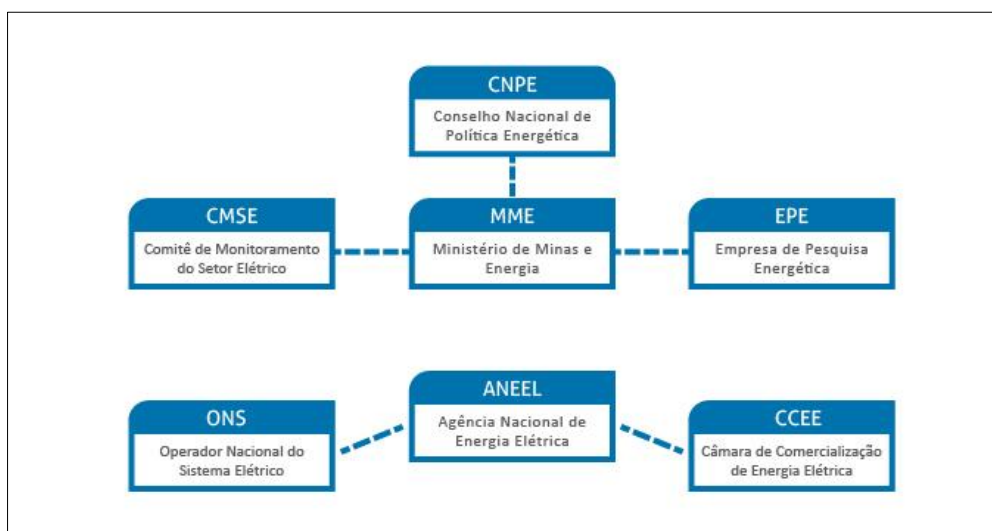 CNPE
Conselho Nacional de
Política Energética
CMSE
Comitê de Monitoramento
do Setor Elétrico
MME
Ministério de Minas e
Energia
EPE
Empresa de Pesquisa
Energética
ONS
Operador Nacional do
Sistema Elétrico
ANEEL
Agência Nacional de
Energia Elétrica
CCEE
Câmara de Comercialização
de Energia Elétrica